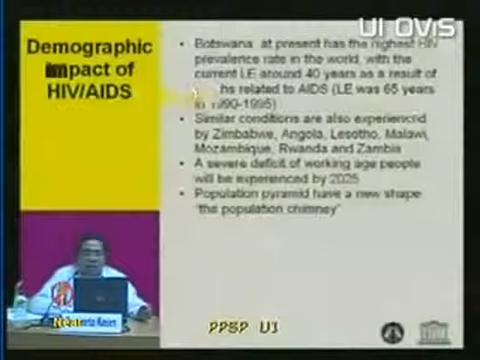 UI OVIS
Demographic
impact of
HIV/AIDS
• Botswana at present has the highest HIV
prevalence rate in the world, with the
current LE around 40 years as a result of
hs related to AIDS (LE was 65 years
in 1990-1995)
• Similar conditions are also experienced
by Zimbabwe, Angola, Lesotho, Malawi,
Mozambique, Rwanda and Zambia
• A severe deficit of working age people
will be experienced by 2025
• Population pyramid have a new shape
"the population chimney"
PPSP UI